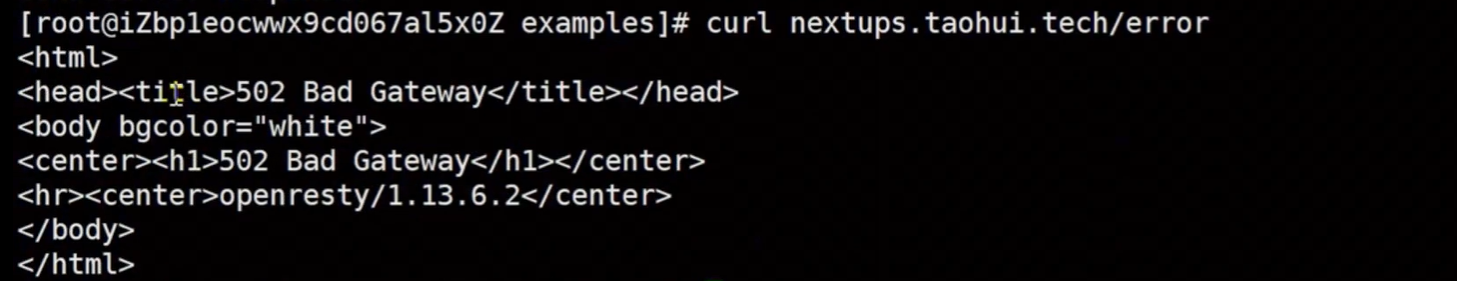 [root@iZbp1eocwwx9cd067al5x0Z examples]# curl nextups.taohui.tech/error
<html>
<head><title>502 Bad Gateway</title></head>
<body bgcolor="white">
<center><h1>502 Bad Gateway</h1></center>
<hr><center>openresty/1.13.6.2</center>
</body>
</html>